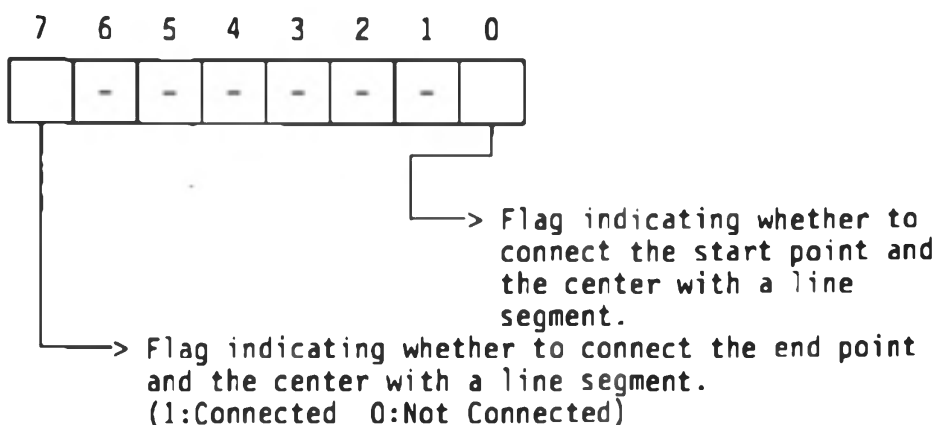 7 6 5 4 3 2 1 0
- - - - - -
> Flag indicating whether to
connect the start point and
the center with a line
segment.
> Flag indicating whether to connect the end point
and the center with a line segment.
(1:Connected 0:Not Connected)